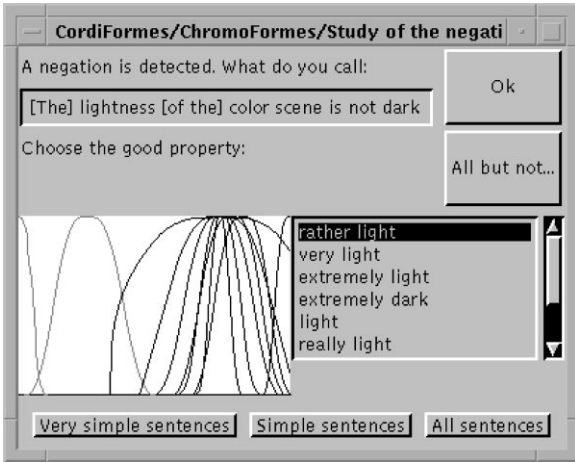 CordiFormes/ChromoFormes/Study of the negati
A negation is detected. What do you call:
[The] lightness [of the] color scene is not dark
Ok
Choose the good property:
All but not...
rather light
very light
extremely light
extremely dark
light
really light
Very simple sentences
Simple sentences
All sentences